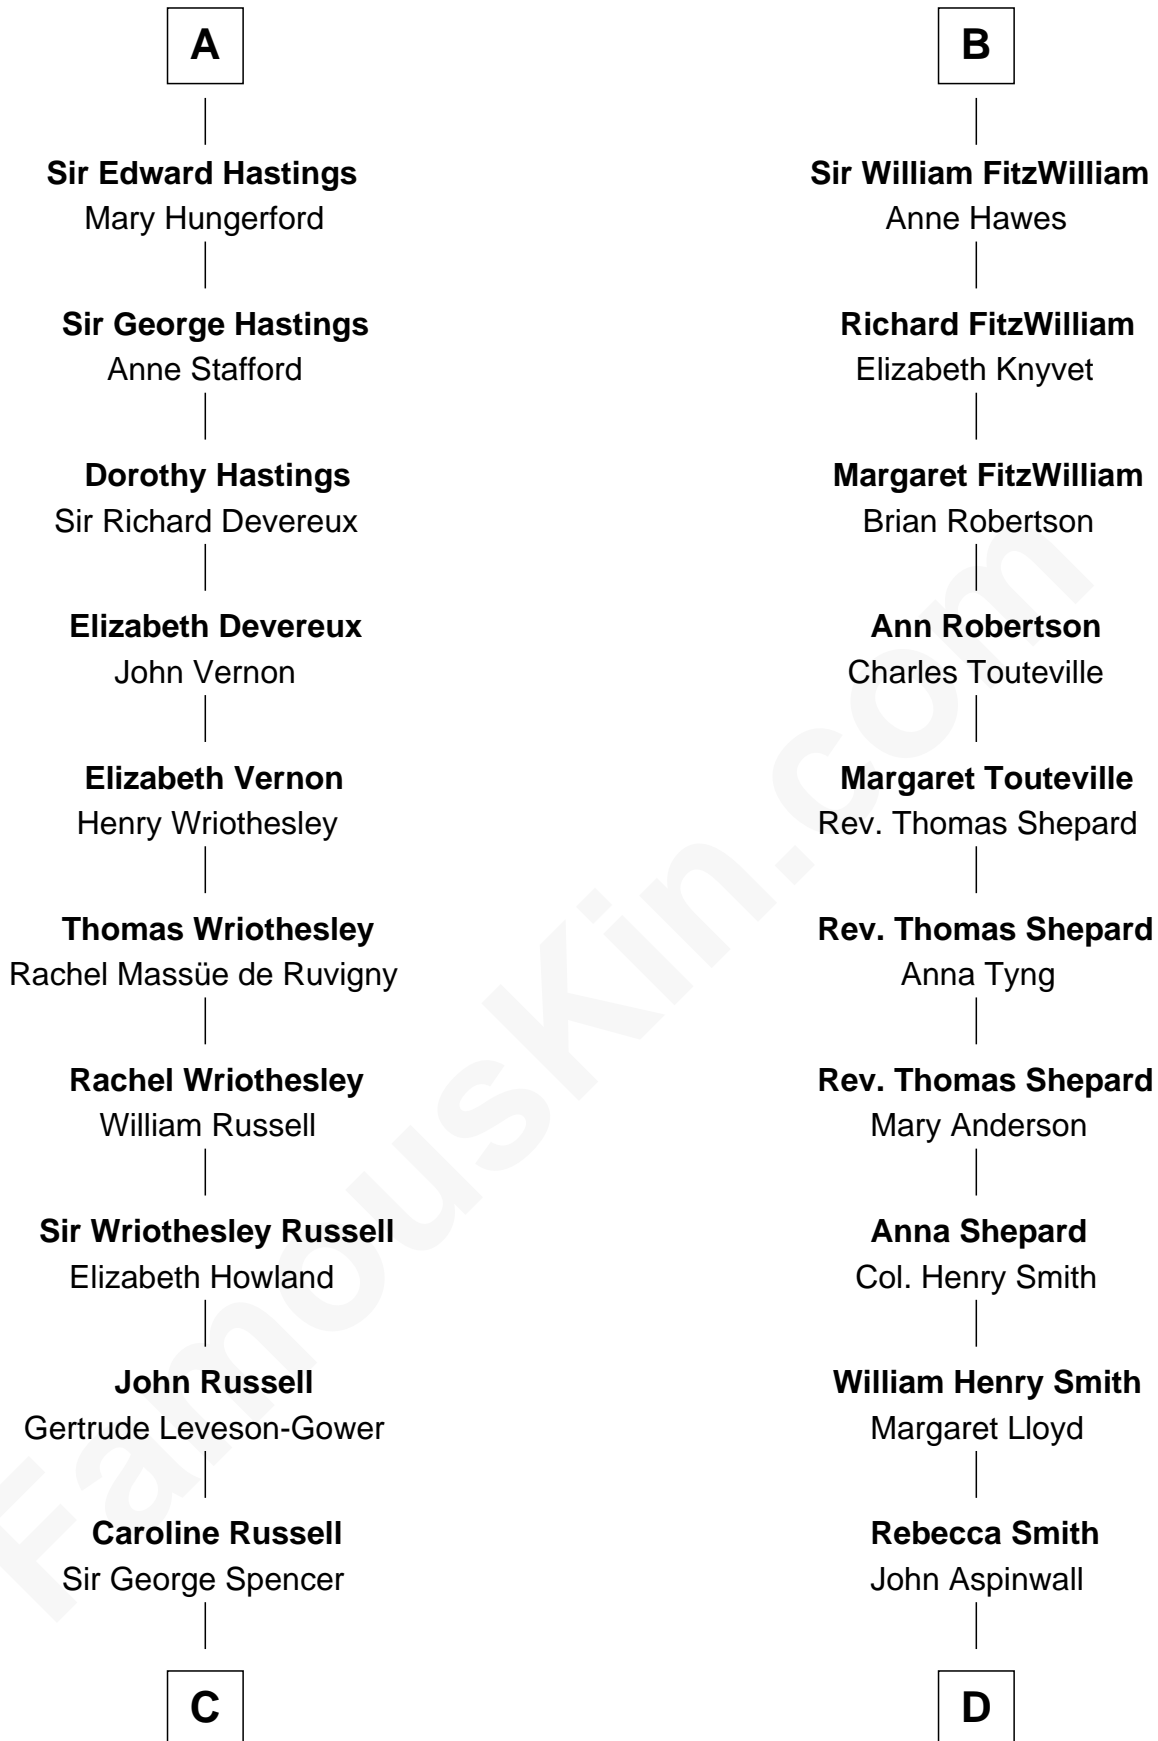 A
Sir Edward Hastings
Mary Hungerford
Sir George Hastings
Anne Stafford
Dorothy Hastings
Sir Richard Devereux
Elizabeth Devereux
John Vernon
Elizabeth Vernon
Henry Wriothesley
Thomas Wriothesley
Rachel Massüe de Ruvigny
Rachel Wriothesley
William Russell
Sir Wriothesley Russell
Elizabeth Howland
John Russell
Gertrude Leveson-Gower
Caroline Russell
Sir George Spencer
C
B
Sir William FitzWilliam
Anne Hawes
Richard FitzWilliam
Elizabeth Knyvet
Margaret FitzWilliam
Brian Robertson
Ann Robertson
Charles Touteville
Margaret Touteville
Rev. Thomas Shepard
Rev. Thomas Shepard
Anna Tyng
Rev. Thomas Shepard
Mary Anderson
Anna Shepard
Col. Henry Smith
William Henry Smith
Margaret Lloyd
Rebecca Smith
John Aspinwall
D
FamousKin.com